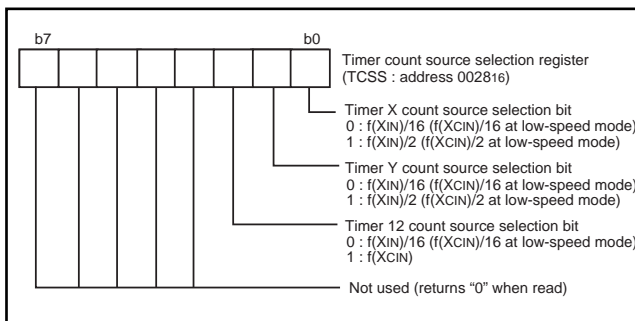 b7 b0
Timer count source selection register
(TCSS : address 002816)
Timer X count source selection bit
0 : f(XIN)/16 (f(XCIN)/16 at low-speed mode)
1 : f(XIN)/2 (f(XCIN)/2 at low-speed mode)
Timer Y count source selection bit
0 : f(XIN)/16 (f(XCIN)/16 at low-speed mode)
1 : f(XIN)/2 (f(XCIN)/2 at low-speed mode)
Timer 12 count source selection bit
0 : f(XIN)/16 (f(XCIN)/16 at low-speed mode)
1 : f(XCIN)
Not used (returns “0” when read)